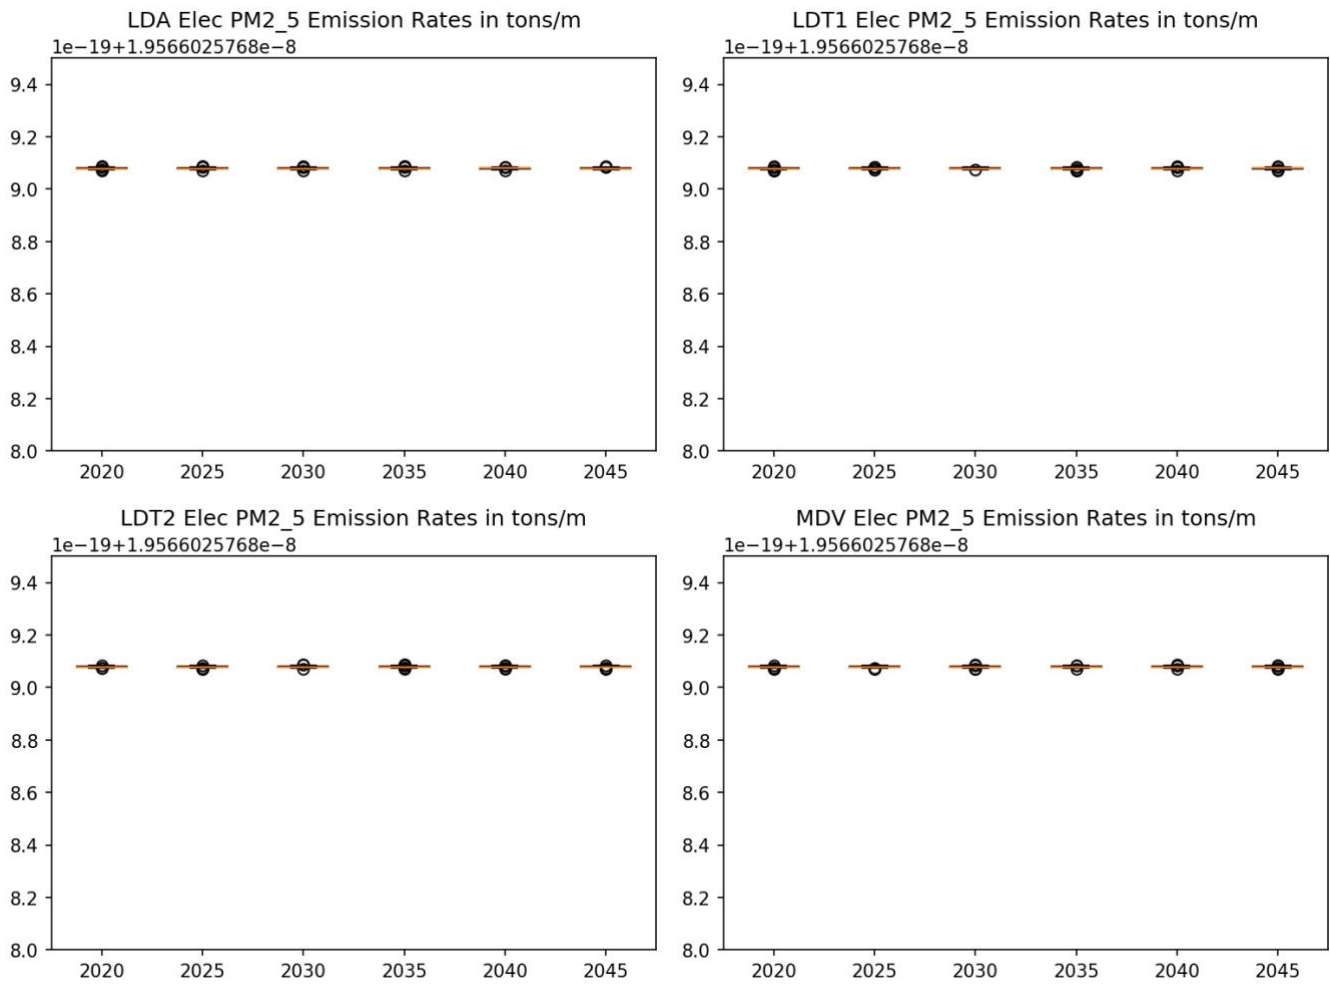 LDA Elec PM2_5 Emission Rates in tons/m
1e−19+1.9566025768e−8
9.4
9.2
9.0
8.8
8.6
8.4
8.2
8.0
2020 2025 2030 2035 2040 2045
LDT1 Elec PM2_5 Emission Rates in tons/m
1e−19+1.9566025768e−8
9.4
9.2
9.0
8.8
8.6
8.4
8.2
8.0
2020 2025 2030 2035 2040 2045
LDT2 Elec PM2_5 Emission Rates in tons/m
1e−19+1.9566025768e−8
9.4
9.2
9.0
8.8
8.6
8.4
8.2
8.0
2020 2025 2030 2035 2040 2045
MDV Elec PM2_5 Emission Rates in tons/m
1e−19+1.9566025768e−8
9.4
9.2
9.0
8.8
8.6
8.4
8.2
8.0
2020 2025 2030 2035 2040 2045